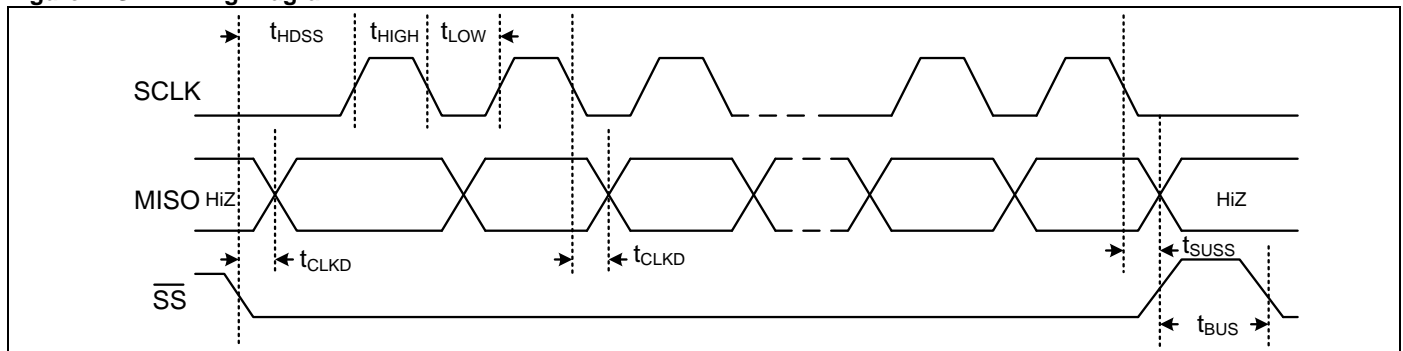 tHDSS tHIGH tLOW
SCLK
MISO HiZ HiZ
tCLKD tCLKD tSUSS
SS
tBUS